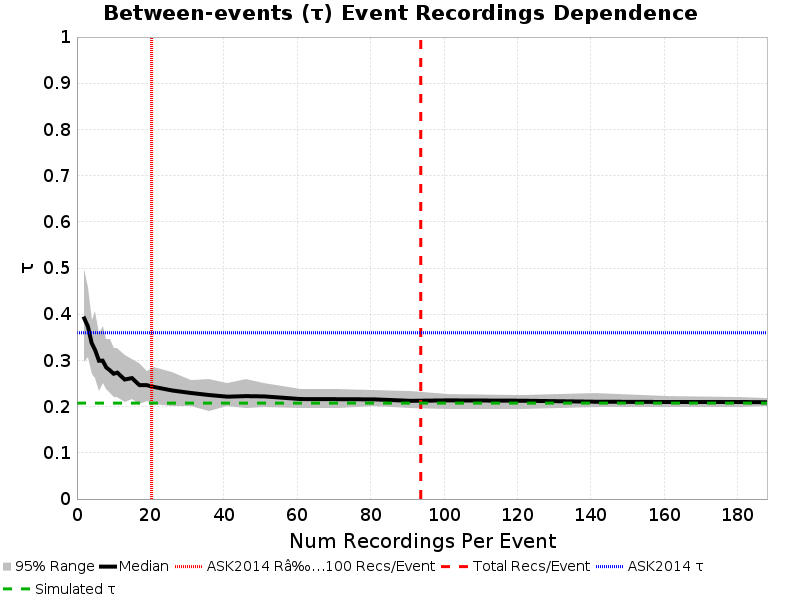 Between-events (τ) Event Recordings Dependence
1
0.9
0.8
0.7
0.6
0.5
τ
0.4
0.3
0.2
0.1
0
0 20 40 60 80 100 120 140 160 180
Num Recordings Per Event
95% Range Median ASK2014 Râ‰…100 Recs/Event Total Recs/Event ASK2014 τ
Simulated τ